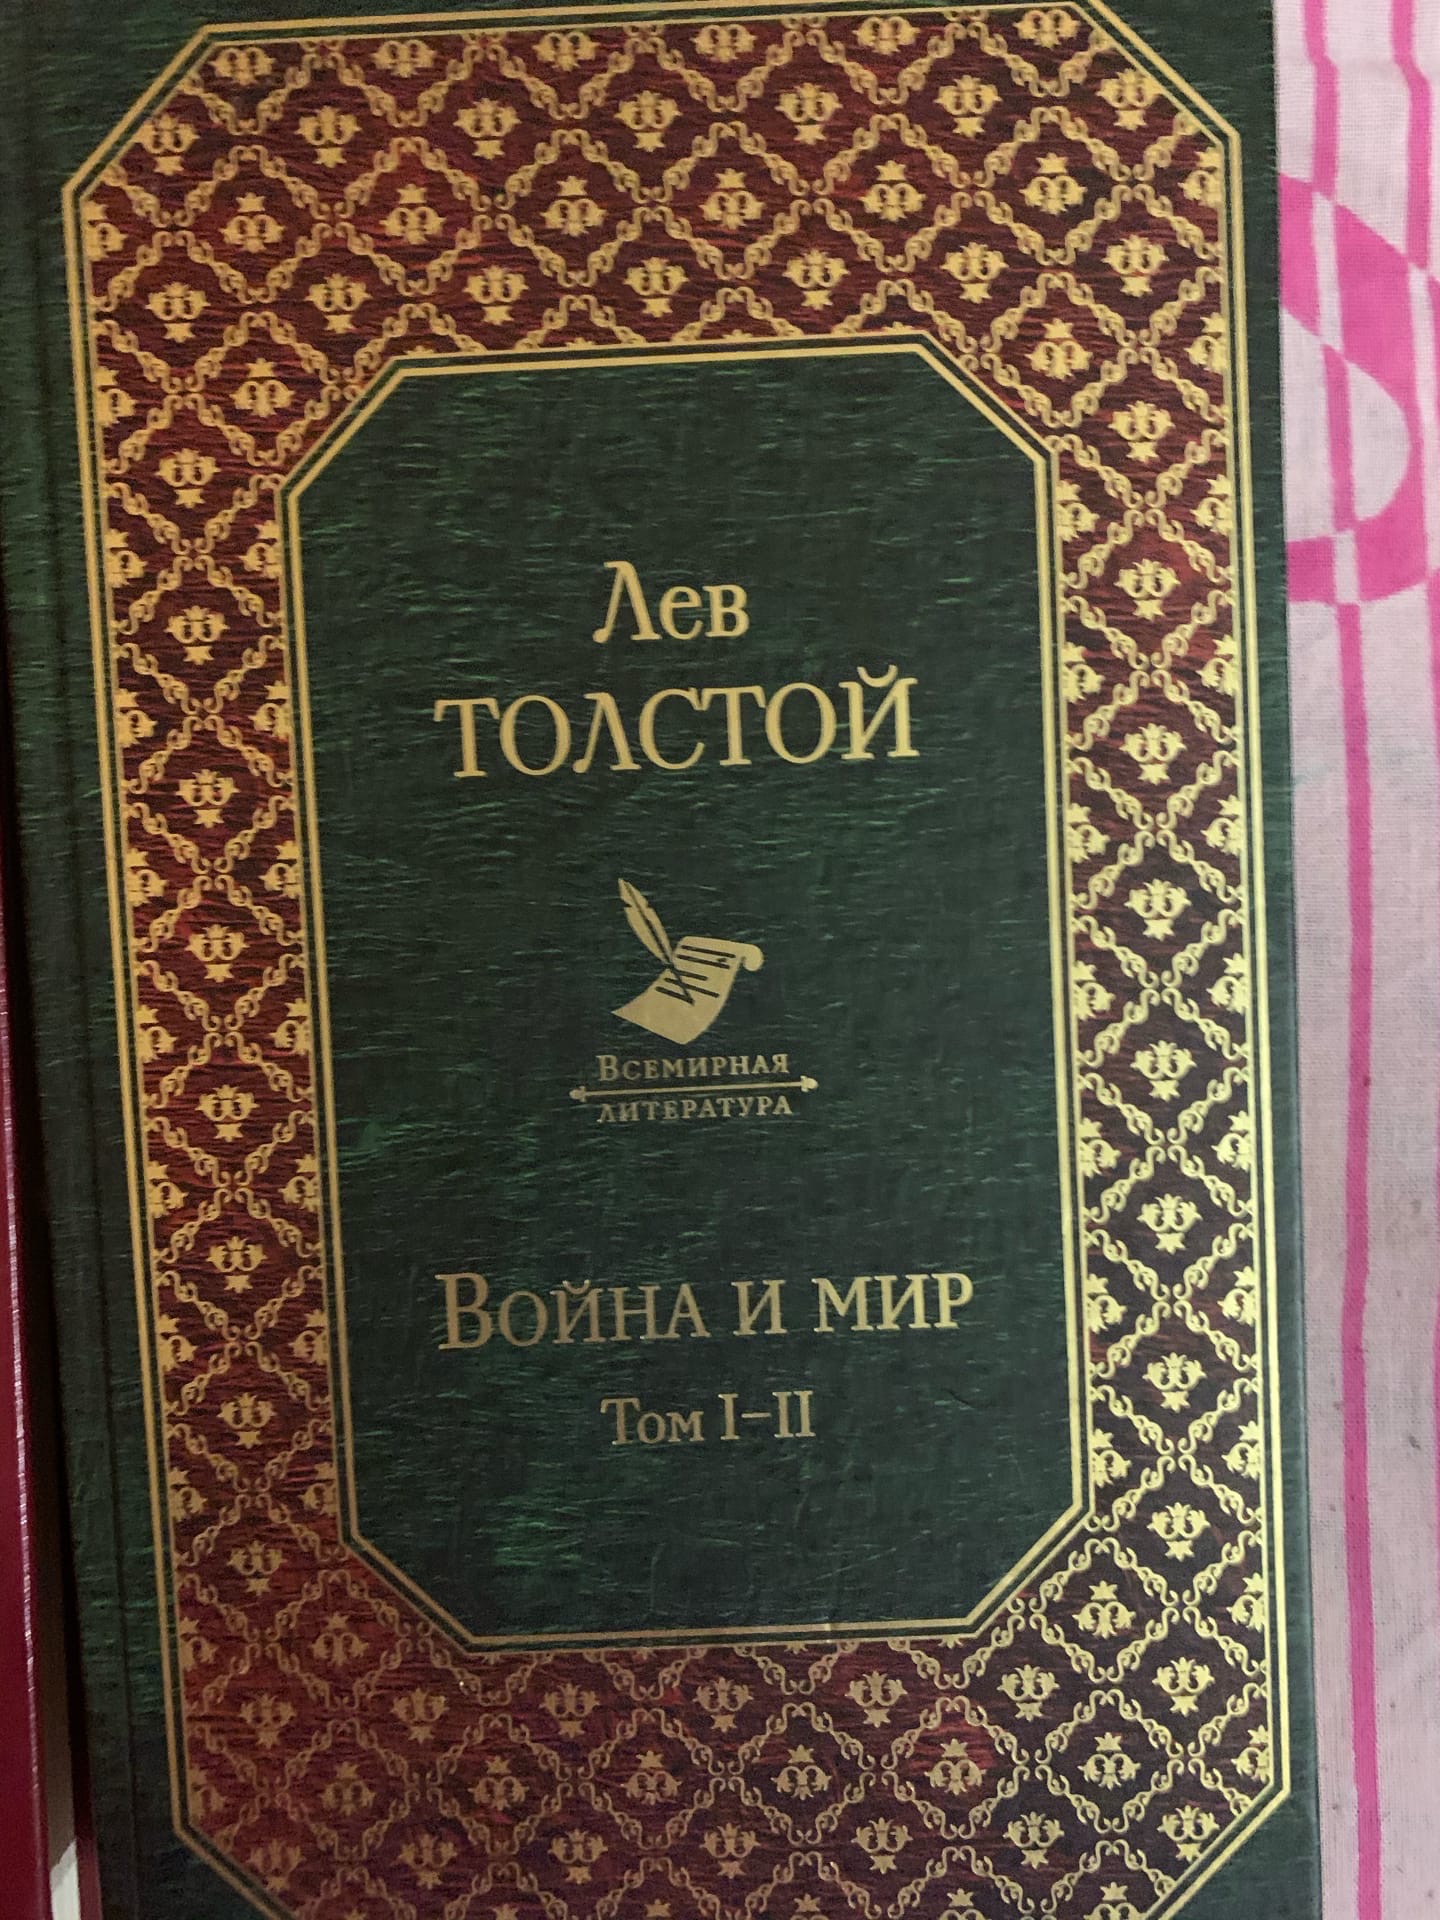 Лев
ТОЛСТОЙ
ВСЕМИРНАЯ
ЛИТЕРАТУРА
ВОЙНА И МИР
Том I–II